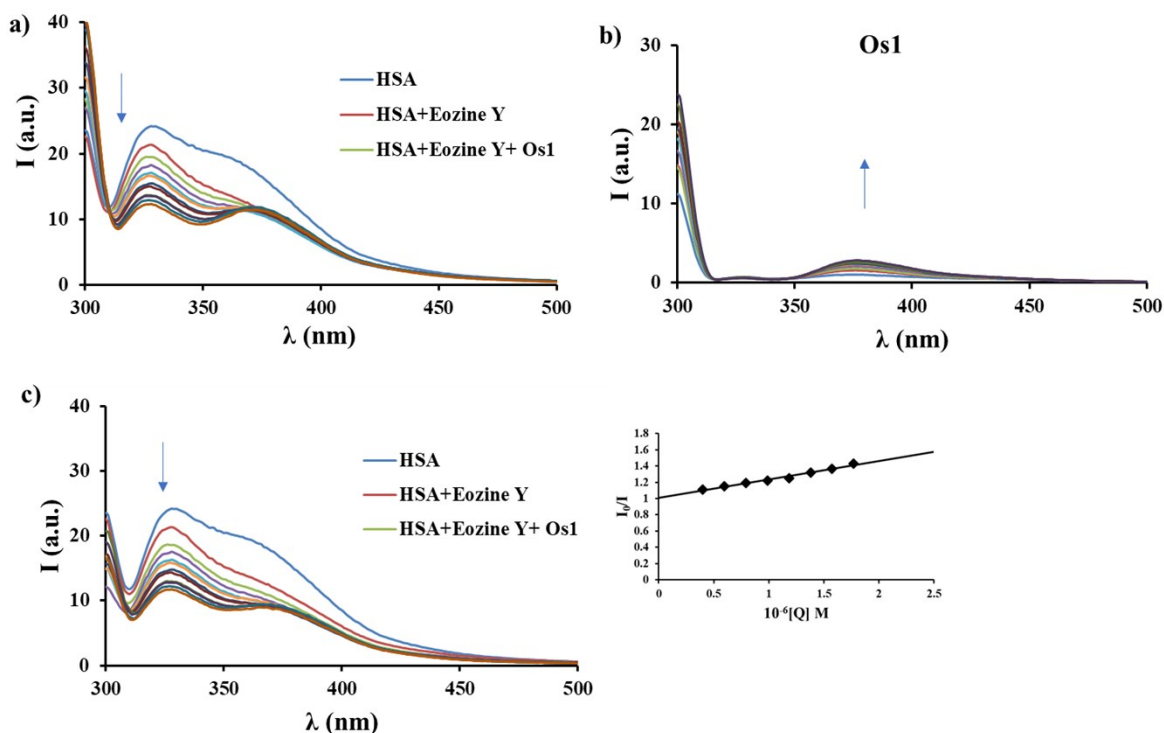 a)
40
30
20
10
0
I (a.u.)
300
350
400
450
500
λ (nm)
HSA
HSA+Eozine Y
HSA+Eozine Y+ Os1
b)
Os1
30
20
10
0
I (a.u.)
300
350
400
450
500
λ (nm)
c)
40
30
20
10
0
I (a.u.)
300
350
400
450
500
λ (nm)
HSA
HSA+Eozine Y
HSA+Eozine Y+ Os1
1.8
1.6
1.4
1.2
1
0.8
0.6
0.4
0.2
0
I₀/I
0
0.5
1
1.5
2
2.5
10⁻⁶[Q] M